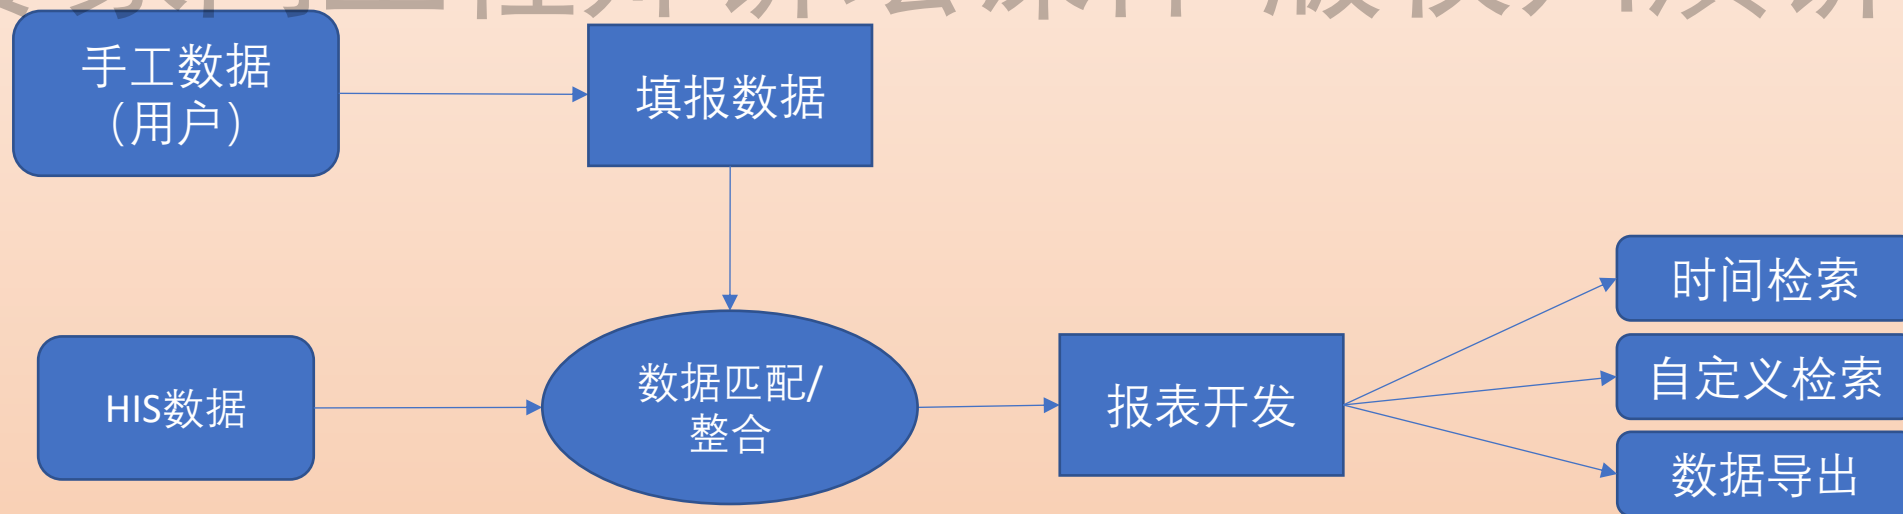 手工数据
（用户）
填报数据
HIS数据
数据匹配/
整合
报表开发
时间检索
自定义检索
数据导出